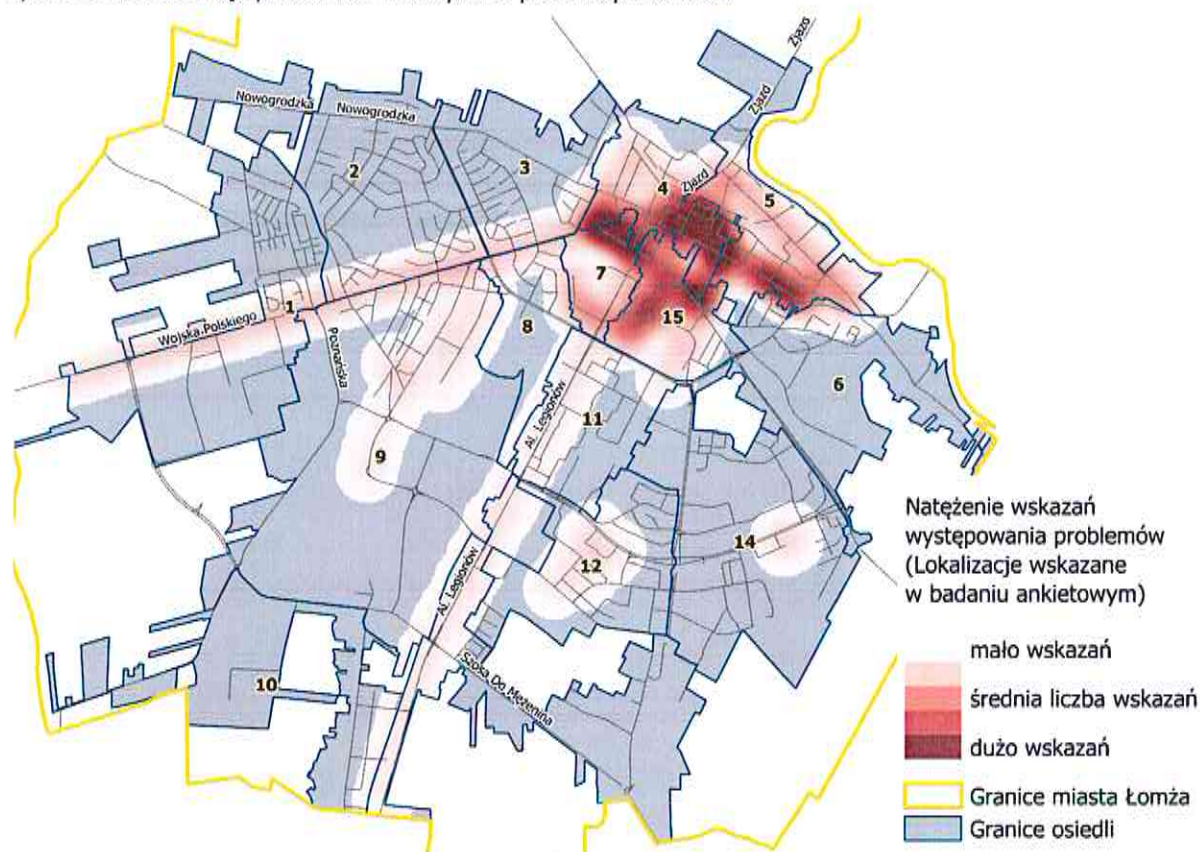 Zjazd
Zjazd
Nowogrodzka
Nowogrodzka
2
3
4
Zjazd
5
7
1
Wojska Polskiego
Poznańska
8
15
6
Al. Legionów
11
9
Natężenie wskazań
występowania problemów
(Lokalizacje wskazane
w badaniu ankietowym)
14
12
Al. Legionów
mało wskazań
Szosa Do Mężenina
10
średnia liczba wskazań
dużo wskazań
Granice miasta Łomża
Granice osiedli